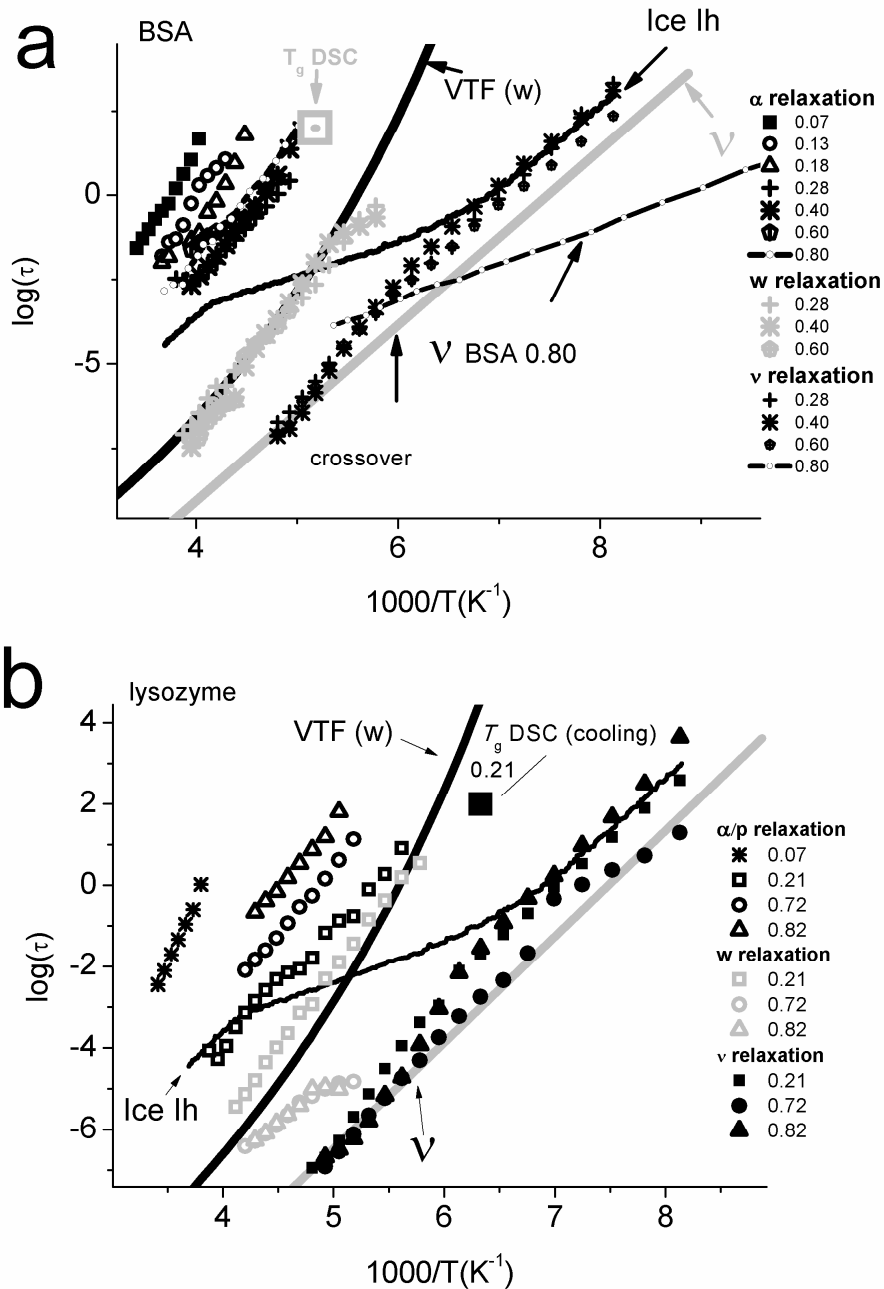 a
BSA
T_g DSC
VTF (w)
Ice Ih
ν
α relaxation
0.07
0.13
0.18
0.28
0.40
0.60
0.80
w relaxation
0.28
0.40
0.60
ν relaxation
0.28
0.40
0.60
0.80
ν BSA 0.80
crossover
0
-5
log(τ)
4
6
8
1000/T(K⁻¹)
b
lysozyme
VTF (w)
T_g DSC (cooling)
0.21
α/p relaxation
0.07
0.21
0.72
0.82
w relaxation
0.21
0.72
0.82
ν relaxation
0.21
0.72
0.82
Ice Ih
ν
4
2
0
-2
-4
-6
log(τ)
4
5
6
7
8
1000/T(K⁻¹)